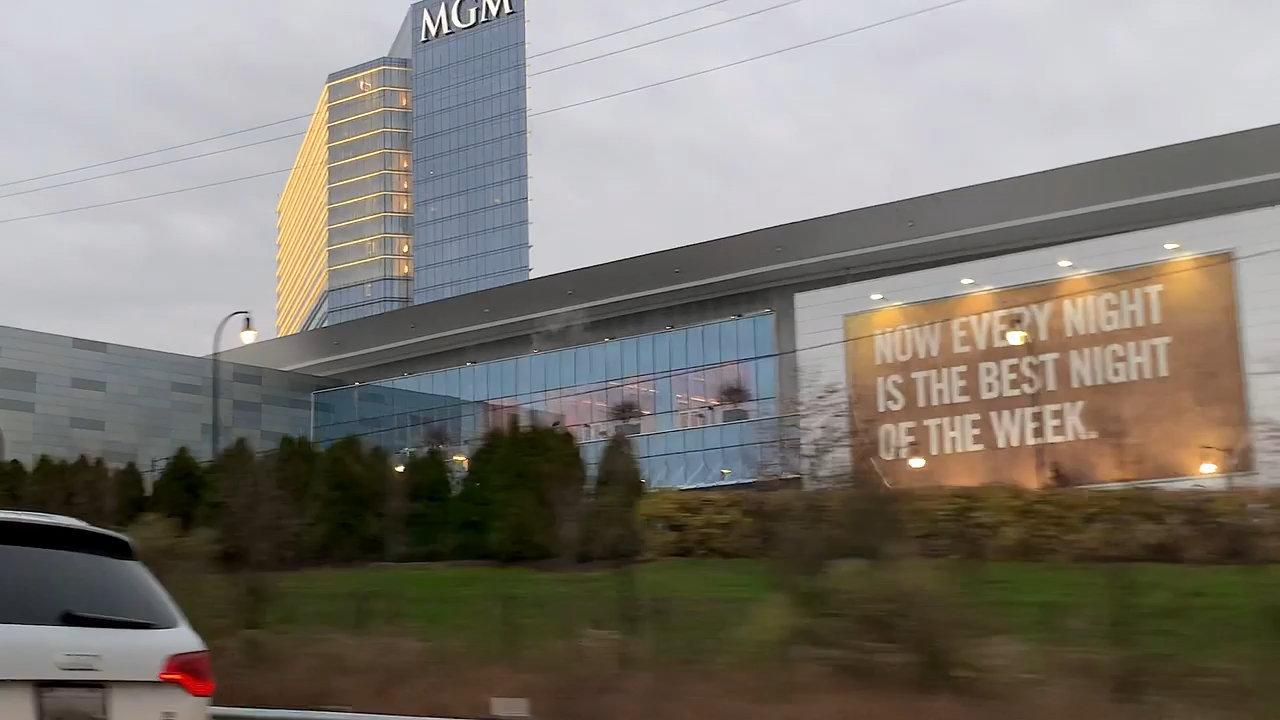 MGM
NOW EVERY NIGHT
IS THE BEST NIGHT
OF THE WEEK.